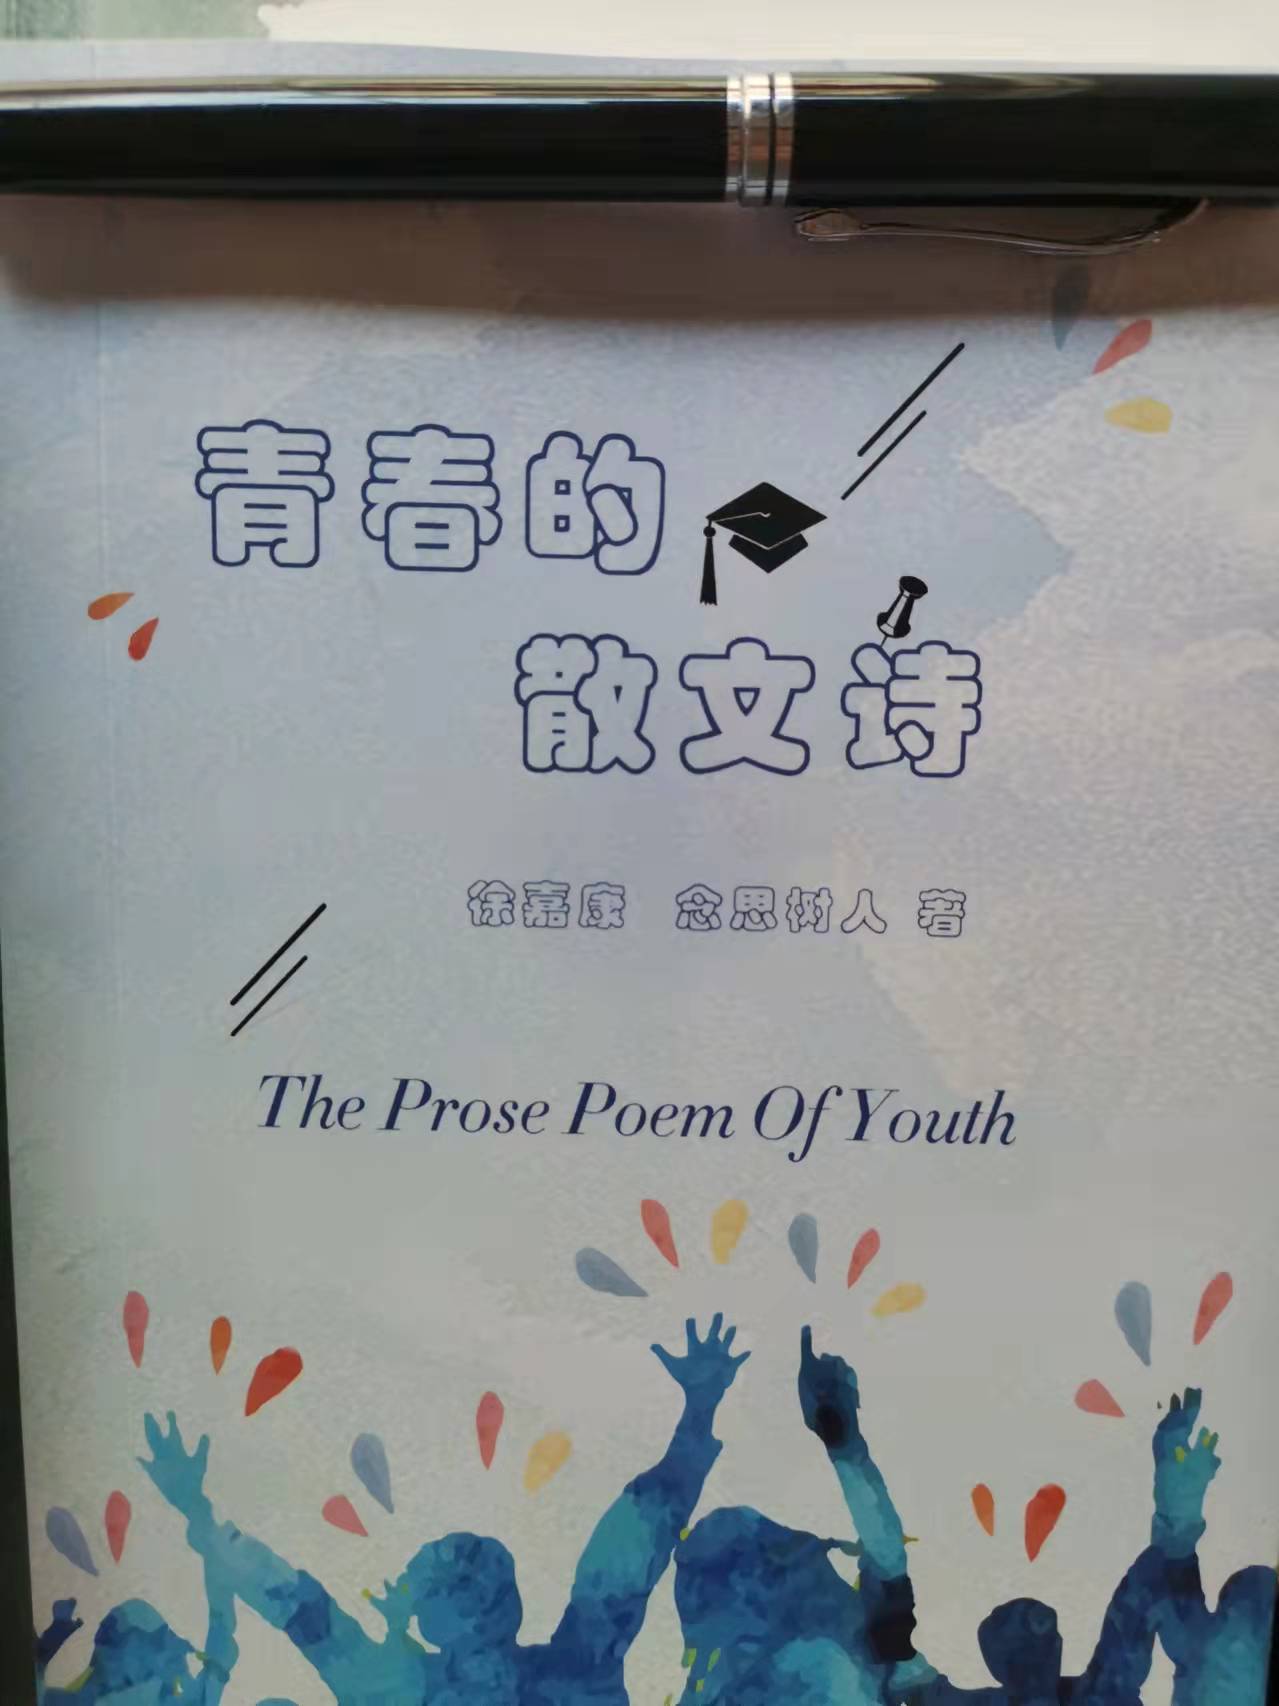 青春的
散文诗
徐嘉康 念思树人 著
The Prose Poem Of Youth